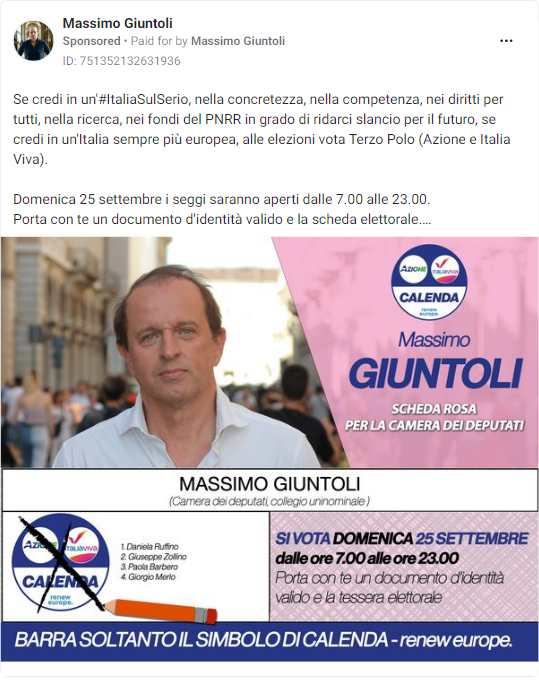 Massimo Giuntoli
Sponsored • Paid for by Massimo Giuntoli
ID: 751352132631936
Se credi in un'#ItaliaSulSerio, nella concretezza, nella competenza, nei diritti per
tutti, nella ricerca, nei fondi del PNRR in grado di ridarci slancio per il futuro, se
credi in un'Italia sempre più europea, alle elezioni vota Terzo Polo (Azione e Italia
Viva).
Domenica 25 settembre i seggi saranno aperti dalle 7.00 alle 23.00.
Porta con te un documento d'identità valido e la scheda elettorale....
AZIONE ITALIAVIVA
CALENDA
renew
europe.
Massimo
GIUNTOLI
SCHEDA ROSA
PER LA CAMERA DEI DEPUTATI
MASSIMO GIUNTOLI
(Camera dei deputati, collegio uninominale)
AZIONE ITALIAVIVA
CALENDA
renew
europe.
1. Daniela Ruffino
2. Giuseppe Zollino
3. Paola Barbero
4. Giorgio Merlo
SI VOTA DOMENICA 25 SETTEMBRE
dalle ore 7.00 alle ore 23.00
Porta con te un documento d'identità
valido e la tessera elettorale
BARRA SOLTANTO IL SIMBOLO DI CALENDA - renew europe.